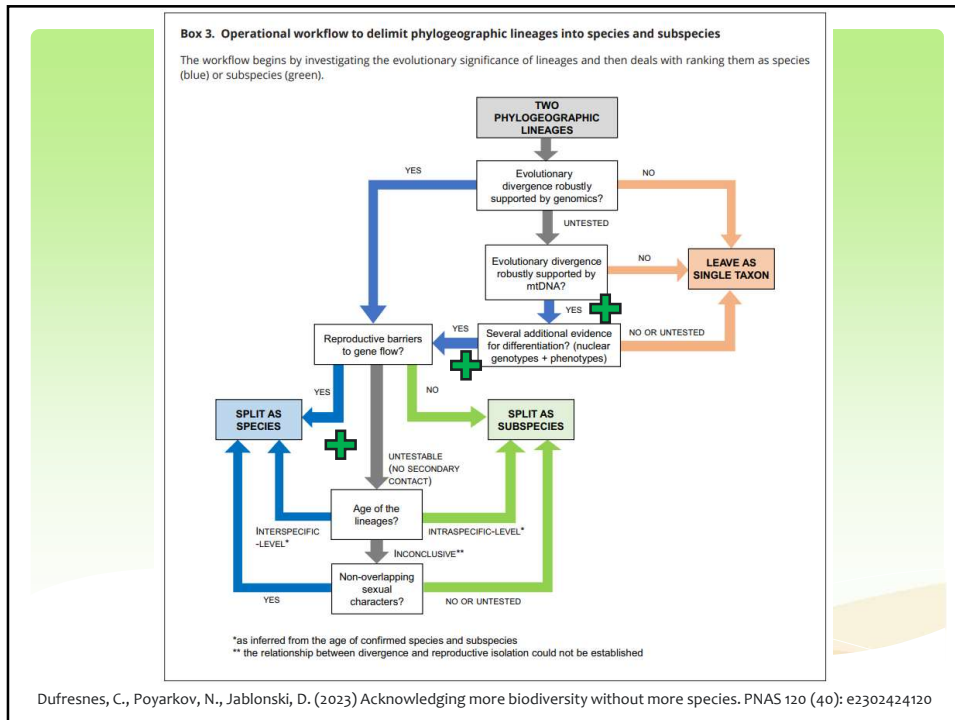 Box 3. Operational workflow to delimit phylogeographic lineages into species and subspecies
The workflow begins by investigating the evolutionary significance of lineages and then deals with ranking them as species
(blue) or subspecies (green).
TWO
PHYLOGEOGRAPHIC
LINEAGES
YES
Evolutionary
divergence robustly
supported by genomics?
NO
UNTESTED
Evolutionary divergence
robustly supported by
mtDNA?
NO
LEAVE AS
SINGLE TAXON
YES
Reproductive barriers
to gene flow?
YES
Several additional evidence
for differentiation? (nuclear
genotypes + phenotypes)
NO OR UNTESTED
YES
NO
SPLIT AS
SPECIES
SPLIT AS
SUBSPECIES
UNTESTABLE
(NO SECONDARY
CONTACT)
Age of the
lineages?
INTERSPECIFIC
-LEVEL*
INTRASPECIFIC-LEVEL*
INCONCLUSIVE**
Non-overlapping
sexual
characters?
YES
NO OR UNTESTED
*as inferred from the age of confirmed species and subspecies
** the relationship between divergence and reproductive isolation could not be established
Dufresnes, C., Poyarkov, N., Jablonski, D. (2023) Acknowledging more biodiversity without more species. PNAS 120 (40): e2302424120